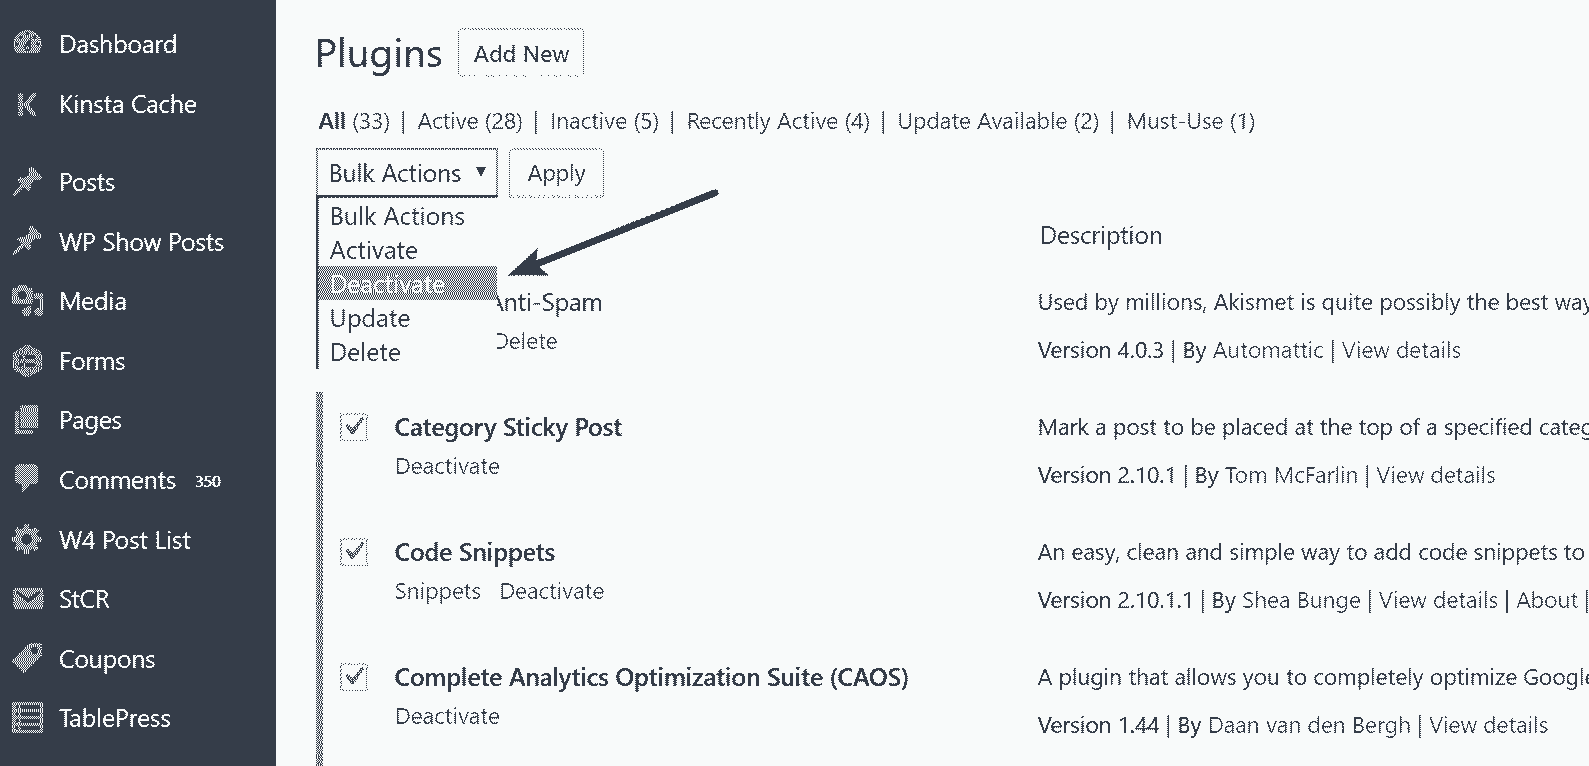 Dashboard
Kinsta Cache
Posts
WP Show Posts
Media
Forms
Pages
Comments 350
W4 Post List
StCR
Coupons
TablePress
Plugins Add New
All (33) | Active (28) | Inactive (5) | Recently Active (4) | Update Available (2) | Must-Use (1)
Bulk Actions ▼ Apply
Bulk Actions
Activate
Deactivate
Update
Delete
Description
Anti-Spam
Delete
Used by millions, Akismet is quite possibly the best way
Version 4.0.3 | By Automattic | View details
Category Sticky Post
Deactivate
Mark a post to be placed at the top of a specified categ
Version 2.10.1 | By Tom McFarlin | View details
Code Snippets
Snippets Deactivate
An easy, clean and simple way to add code snippets to
Version 2.10.1.1 | By Shea Bunge | View details | About |
Complete Analytics Optimization Suite (CAOS)
Deactivate
A plugin that allows you to completely optimize Google
Version 1.44 | By Daan van den Bergh | View details